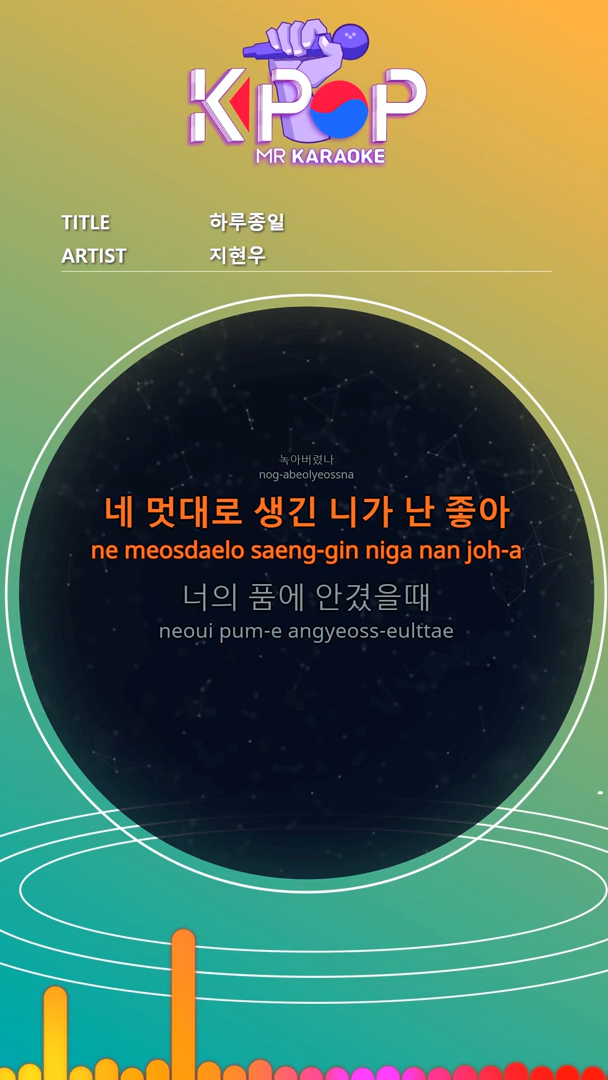 KPOP
MR KARAOKE
TITLE 하루종일
ARTIST 지현우
녹아버렸나
nog-abeolyeossna
네 멋대로 생긴 니가 난 좋아
ne meosdaelo saeng-gin niga nan joh-a
너의 품에 안겼을때
neoui pum-e angyeoss-eulttae